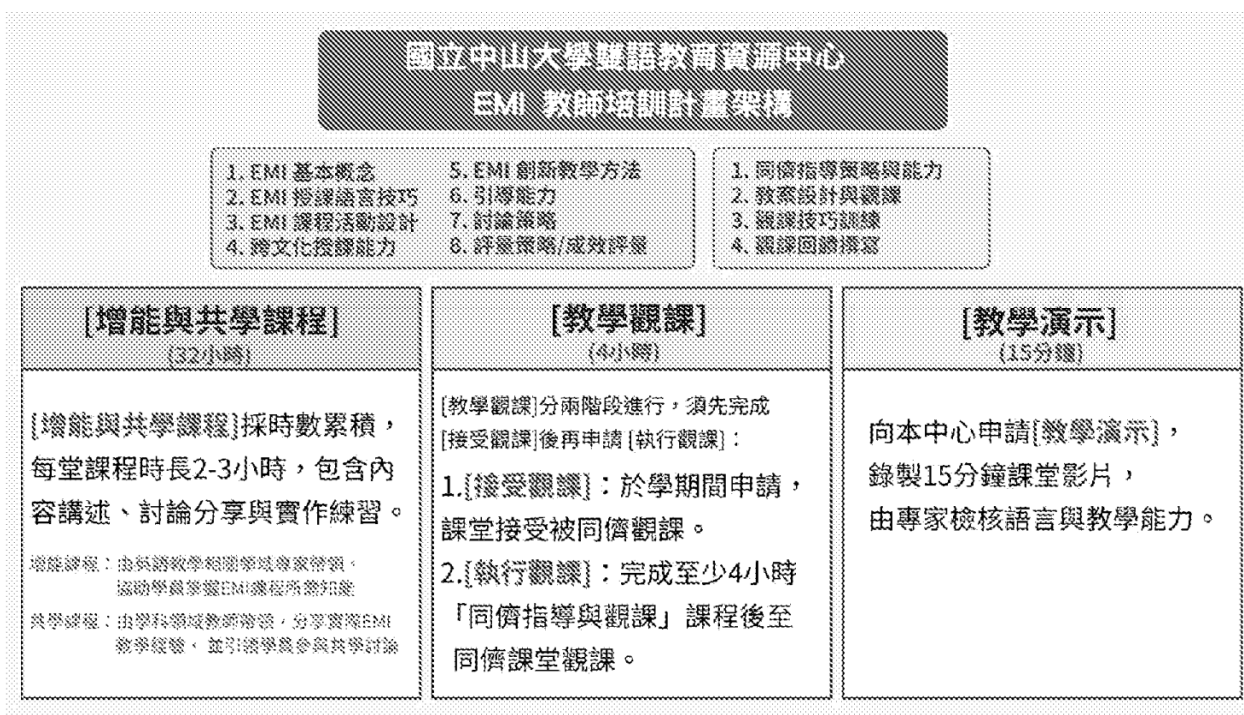 國立中山大學雙語教育資源中心
EMI 教師培訓計畫架構
1. EMI 基本概念
2. EMI 授課語言技巧
3. EMI 課程活動設計
4. 跨文化授課能力
5. EMI 創新教學方法
6. 引導能力
7. 討論策略
8. 評量策略/成效評量
1. 同儕指導策略與能力
2. 教案設計與觀課
3. 觀課技巧訓練
4. 觀課回饋撰寫
[增能與共學課程]
(32小時)
[增能與共學課程]採時數累積，
每堂課程時長2-3小時，包含內
容講述、討論分享與實作練習。
增能課程：由英語教學相關領域專家帶領，
協助學員掌握EMI課程所需知能
共學課程：由學科領域教師帶領，分享實際EMI
教學經驗，並引導學員參與共學討論
[教學觀課]
(4小時)
[教學觀課]分兩階段進行，須先完成
[接受觀課]後再申請 [執行觀課]：
1.[接受觀課]：於學期間申請，
課堂接受被同儕觀課。
2.[執行觀課]：完成至少4小時
「同儕指導與觀課」課程後至
同儕課堂觀課。
[教學演示]
(15分鐘)
向本中心申請[教學演示]，
錄製15分鐘課堂影片，
由專家檢核語言與教學能力。